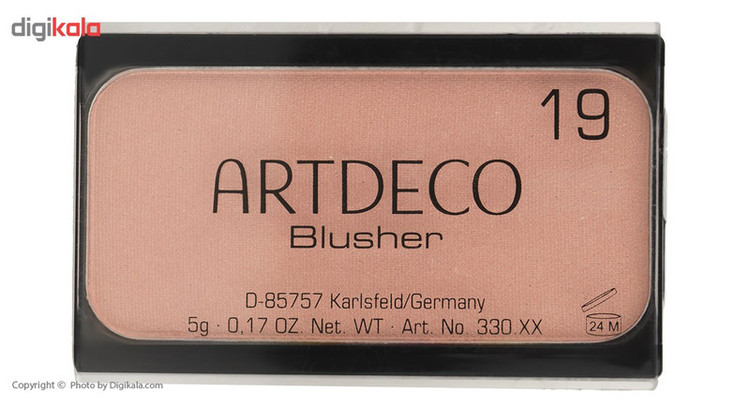 digikala
19
ARTDECO
Blusher
D-85757 Karlsfeld/Germany
5g · 0,17 OZ. Net. WT · Art. No. 330.XX
24 M
Copyright © Photo by Digikala.com